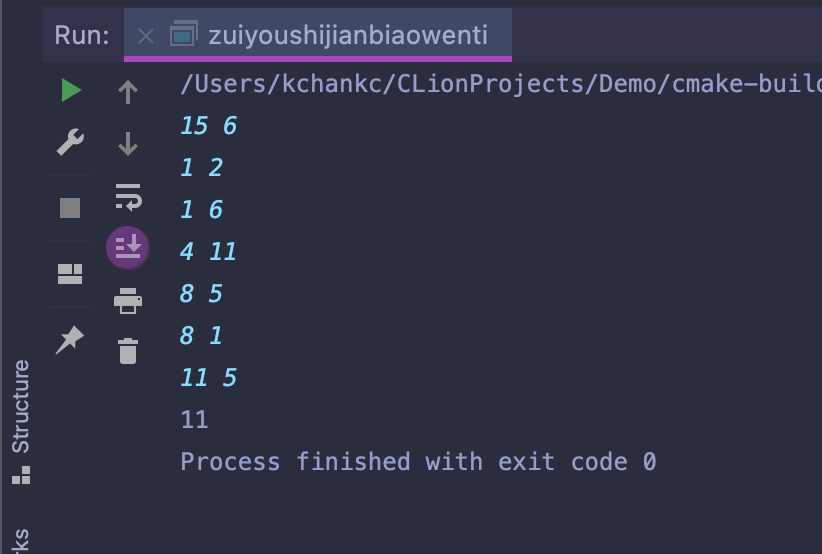 Run:
zuiyoushijianbiaowenti
/Users/kchankc/CLionProjects/Demo/cmake-build
15 6
1 2
1 6
4 11
8 5
8 1
11 5
11
Process finished with exit code 0
Structure